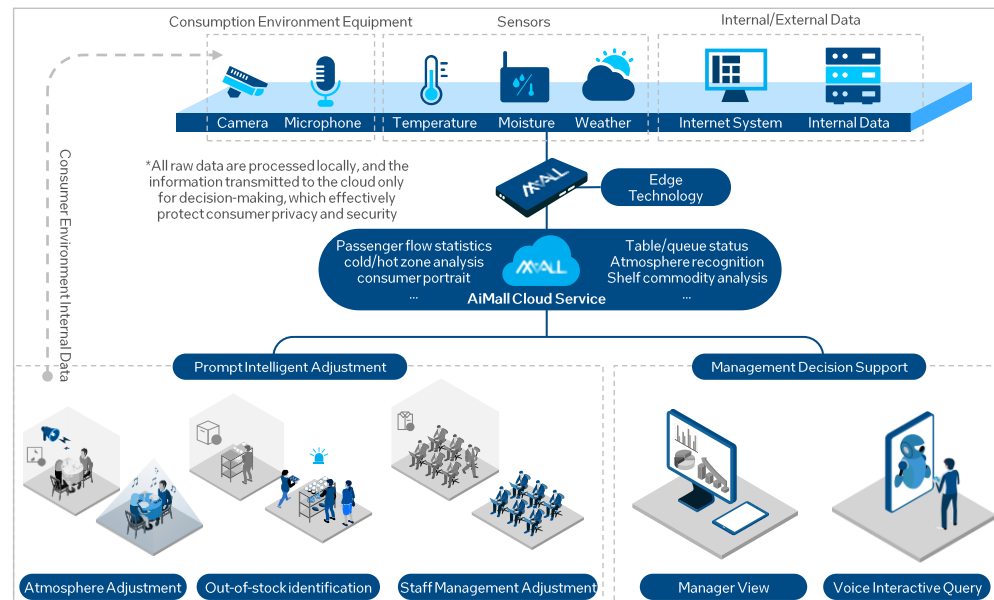 Consumption Environment Equipment
Sensors
Internal/External Data
Camera
Microphone
Temperature
Moisture
Weather
Internet System
Internal Data
Consumer Environment Internal Data
*All raw data are processed locally, and the
information transmitted to the cloud only
for decision-making, which effectively
protect consumer privacy and security
Edge
Technology
Passenger flow statistics
cold/hot zone analysis
consumer portrait
...
AiMall Cloud Service
Table/queue status
Atmosphere recognition
Shelf commodity analysis
...
Prompt Intelligent Adjustment
Management Decision Support
Atmosphere Adjustment
Out-of-stock identification
Staff Management Adjustment
Manager View
Voice Interactive Query